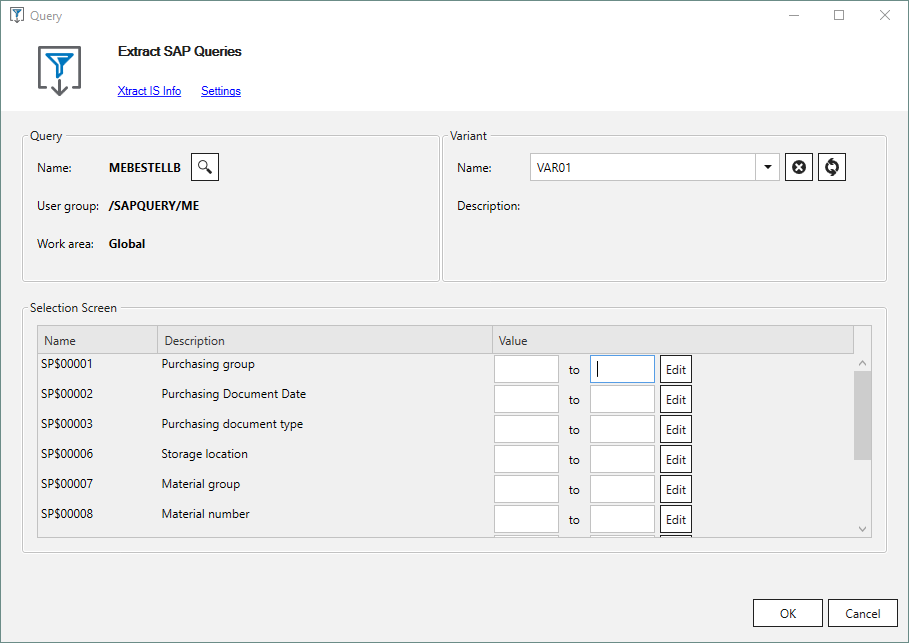 Query
Extract SAP Queries
Xtract IS Info Settings
Query
Name: MEBESTELLB
User group: /SAPQUERY/ME
Work area: Global
Variant
Name: VAR01
Description:
Selection Screen
Name Description Value
SP$00001 Purchasing group to Edit
SP$00002 Purchasing Document Date to Edit
SP$00003 Purchasing document type to Edit
SP$00006 Storage location to Edit
SP$00007 Material group to Edit
SP$00008 Material number to Edit
OK Cancel